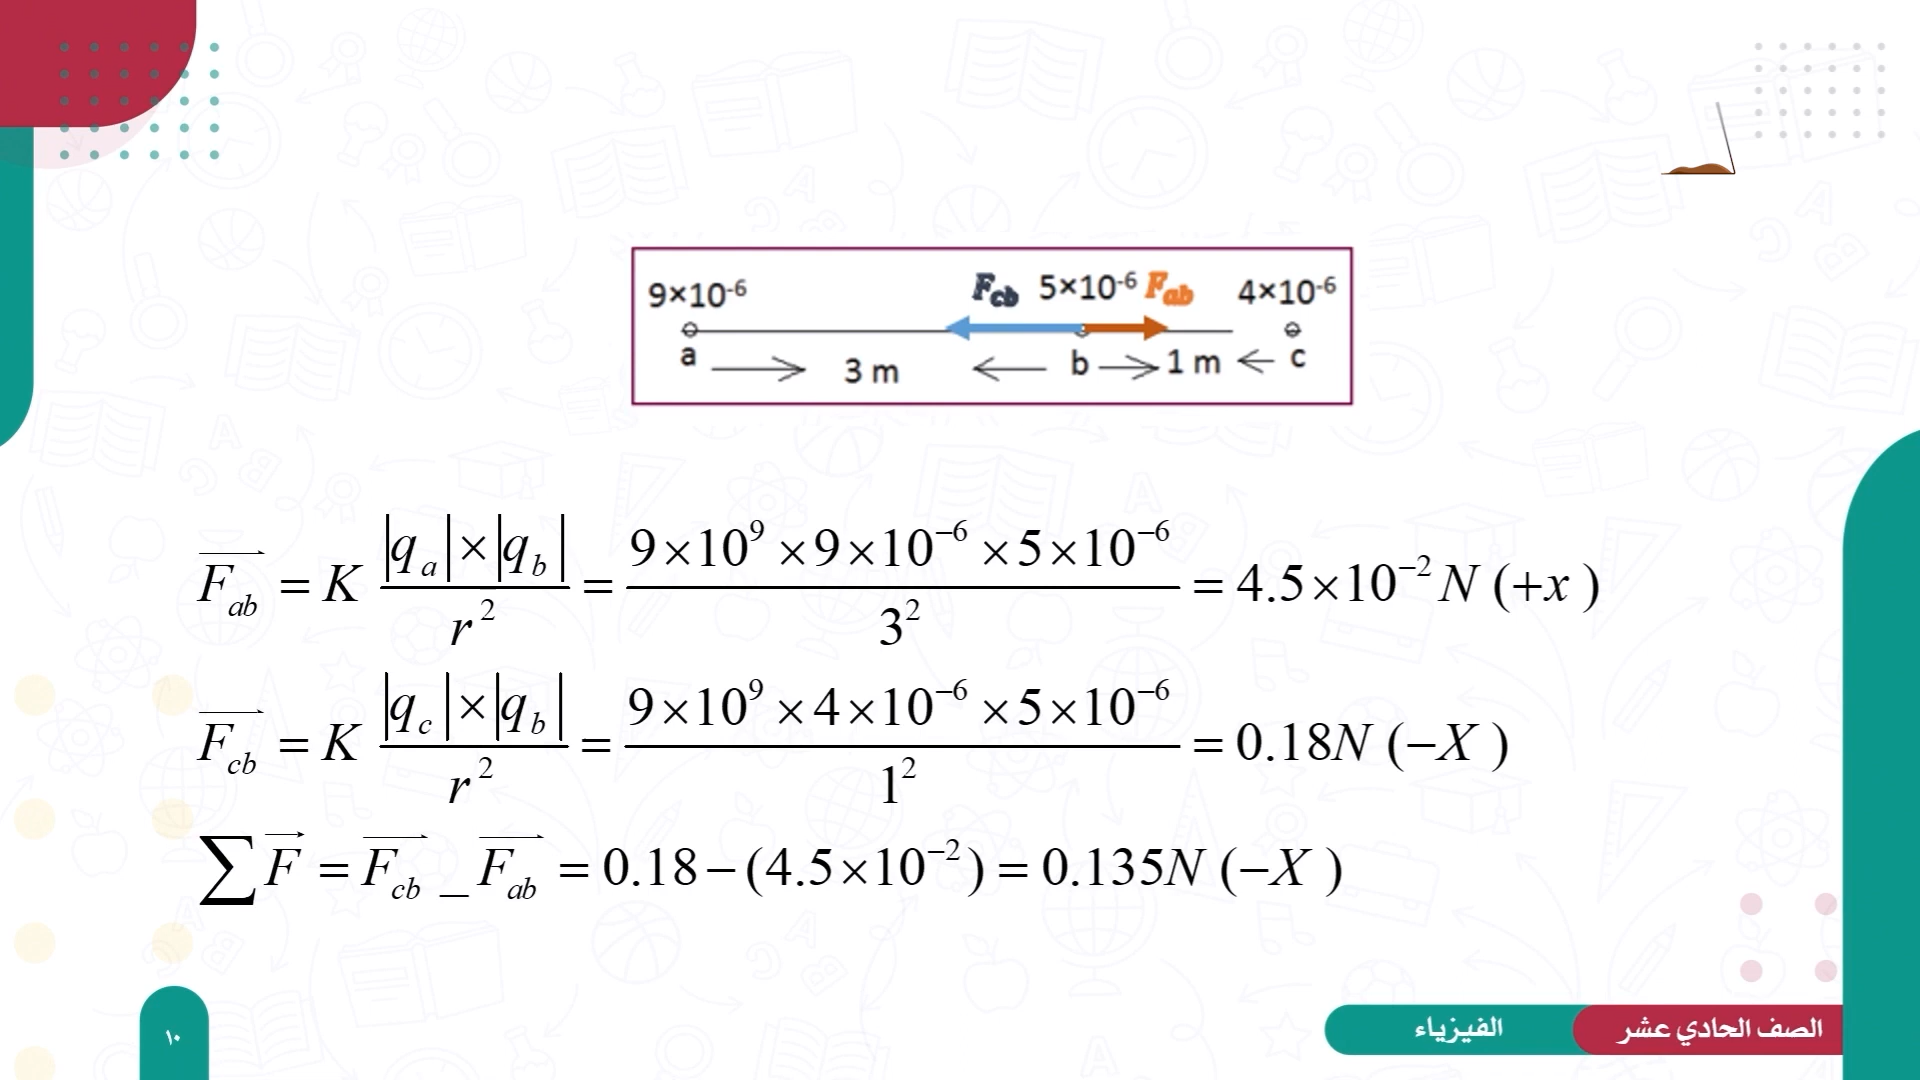 9×10⁻⁶ F_cb 5×10⁻⁶ F_ab 4×10⁻⁶
a 3 m b 1 m c
F_ab = K |q_a|×|q_b| / r² = 9×10⁹ ×9×10⁻⁶ ×5×10⁻⁶ / 3² = 4.5×10⁻² N (+x)
F_cb = K |q_c|×|q_b| / r² = 9×10⁹ ×4×10⁻⁶ ×5×10⁻⁶ / 1² = 0.18N (−X)
∑F = F_cb _ F_ab = 0.18−(4.5×10⁻²) = 0.135N (−X)
الصف الحادي عشر الفيزياء
١٠